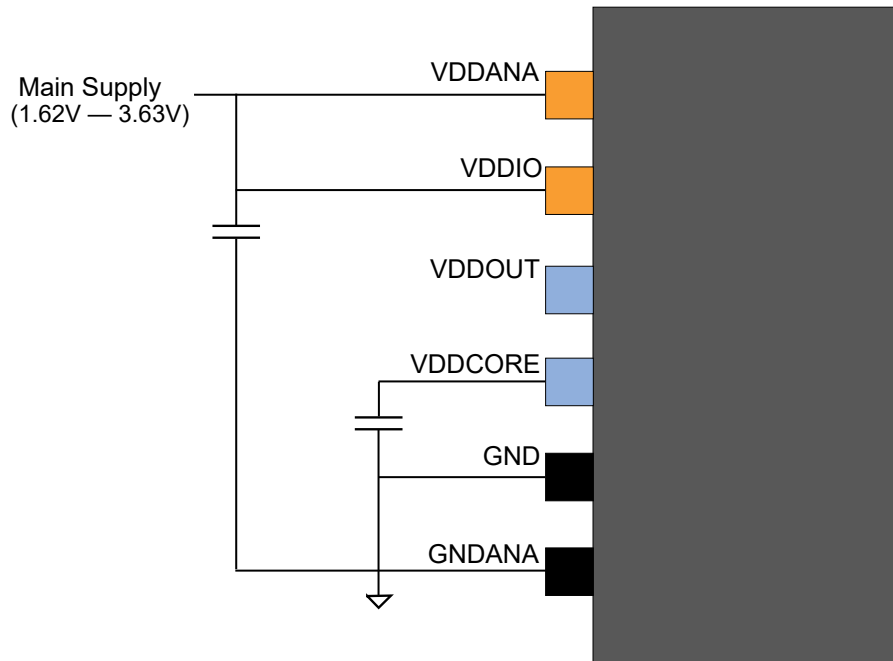 VDDANA
Main Supply
(1.62V — 3.63V)
VDDIO
VDDOUT
VDDCORE
GND
GNDANA